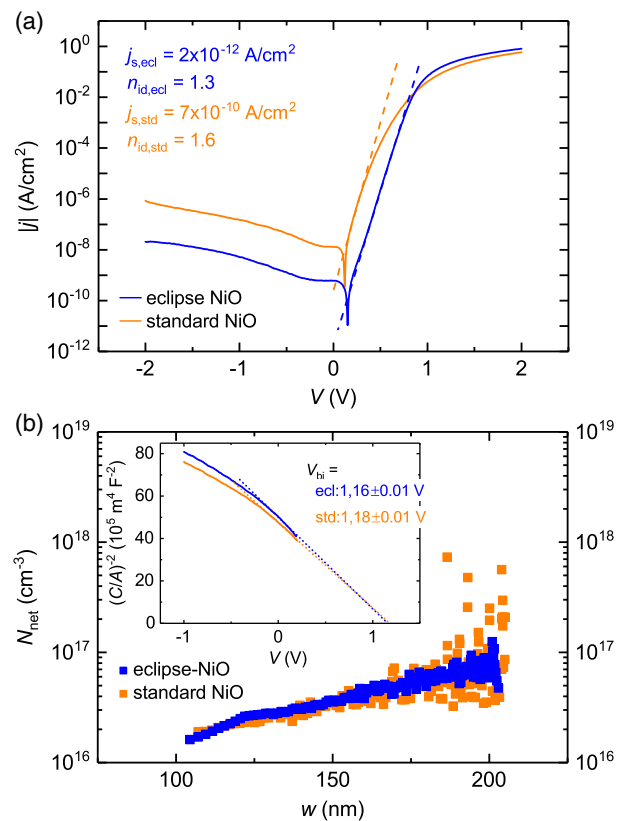 (a)
j_s,ecl = 2x10^-12 A/cm^2
n_id,ecl = 1.3
j_s,std = 7x10^-10 A/cm^2
n_id,std = 1.6
10^0
10^-2
10^-4
10^-6
10^-8
10^-10
10^-12
|j| (A/cm^2)
eclipse NiO
standard NiO
-2 -1 0 1 2
V (V)
(b)
10^19
10^18
10^17
10^16
N_net (cm^-3)
80
60
40
20
0
(C/A)^-2 (10^5 m^4 F^-2)
V_bi =
ecl:1,16±0.01 V
std:1,18±0.01 V
-1 0 1
V (V)
eclipse-NiO
standard NiO
10^19
10^18
10^17
10^16
100 150 200
w (nm)